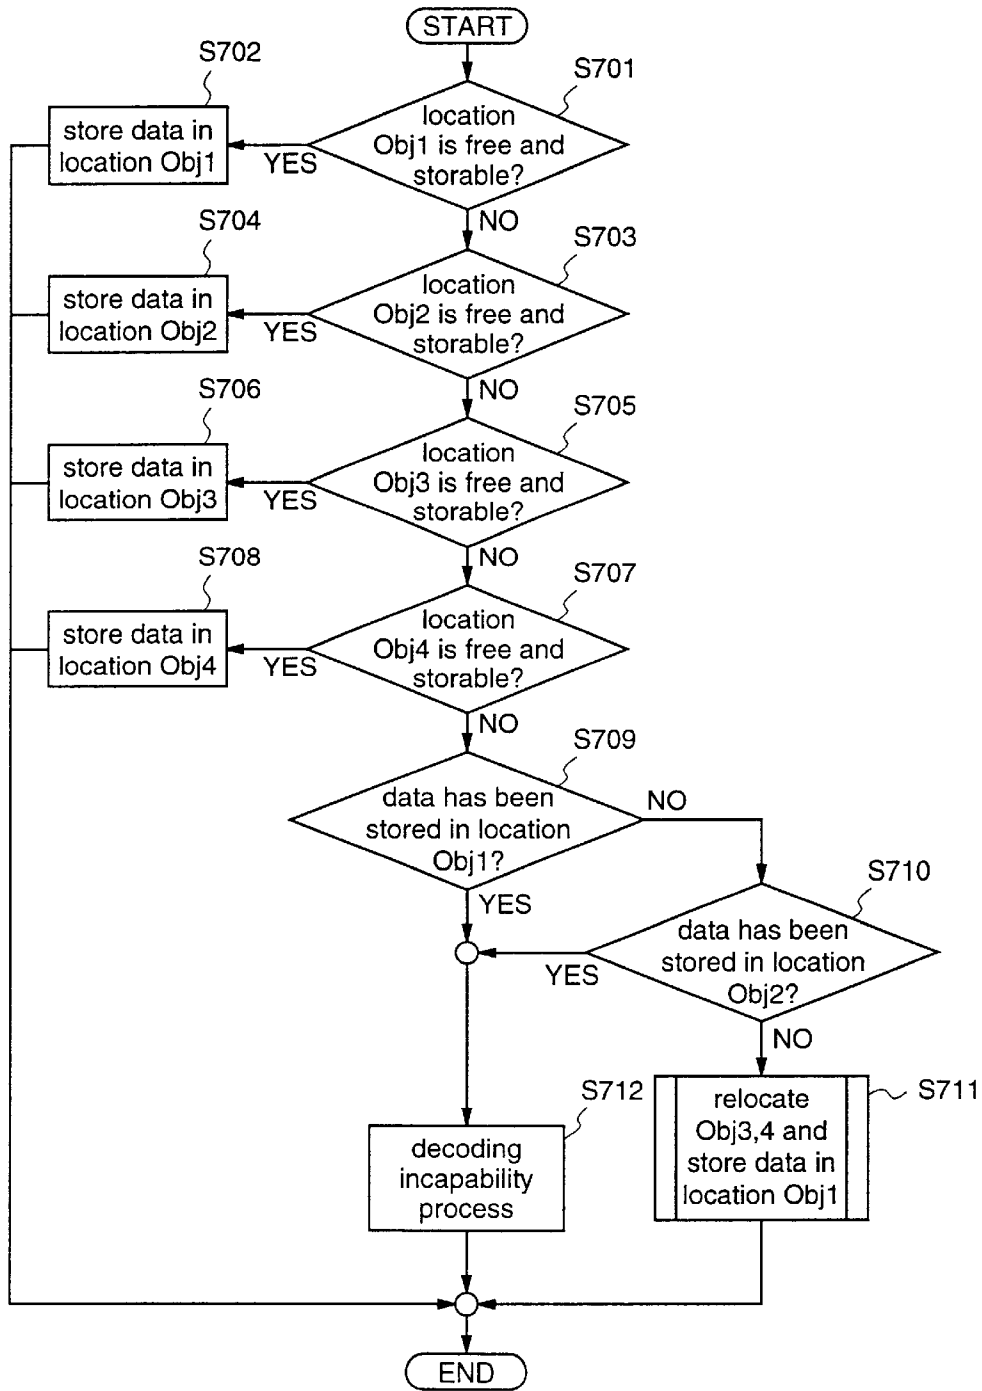 START
S702
S701
store data in
location Obj1
YES
location
Obj1 is free and
storable?
NO
S704
S703
store data in
location Obj2
YES
location
Obj2 is free and
storable?
NO
S706
S705
store data in
location Obj3
YES
location
Obj3 is free and
storable?
NO
S708
S707
store data in
location Obj4
YES
location
Obj4 is free and
storable?
NO
S709
data has been
stored in location
Obj1?
NO
YES
S710
data has been
stored in location
Obj2?
YES
NO
S712
decoding
incapability
process
S711
relocate
Obj3,4 and
store data in
location Obj1
END